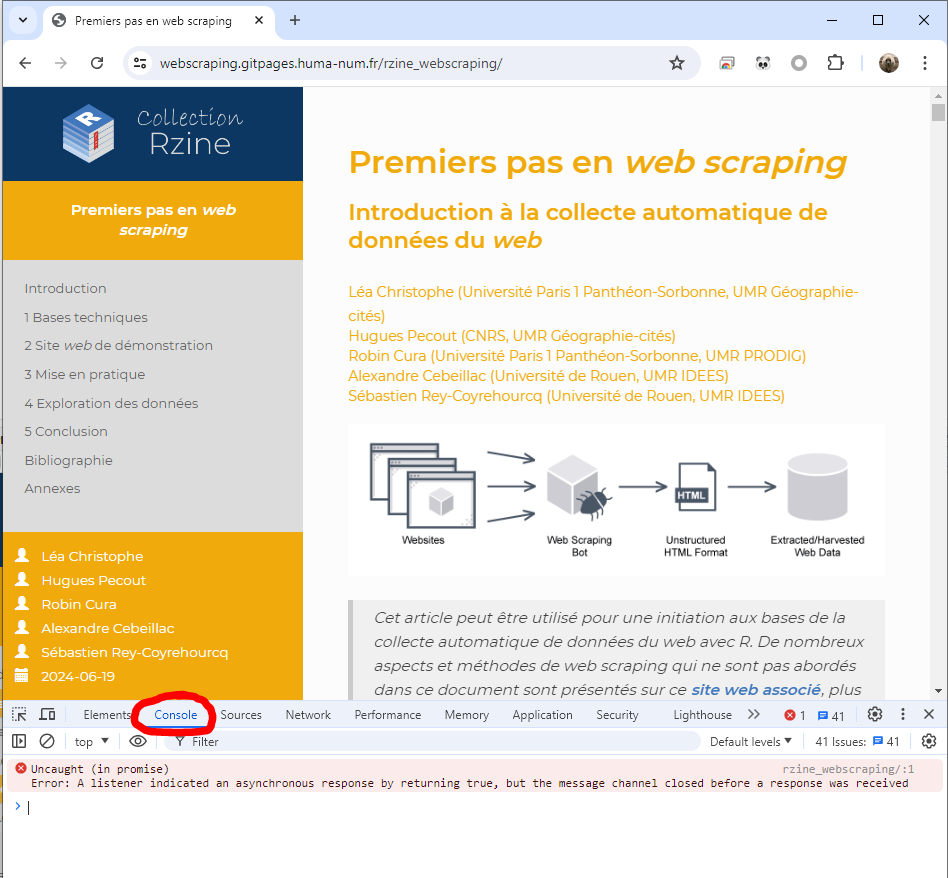 Premiers pas en web scraping
webscraping.gitpages.huma-num.fr/rzine_webscraping/
Collection
Rzine
R
Premiers pas en web
scraping
Introduction
1 Bases techniques
2 Site web de démonstration
3 Mise en pratique
4 Exploration des données
5 Conclusion
Bibliographie
Annexes
Léa Christophe
Hugues Pecout
Robin Cura
Alexandre Cebeillac
Sébastien Rey-Coyrehourcq
2024-06-19
Premiers pas en web scraping
Introduction à la collecte automatique de
données du web
Léa Christophe (Université Paris 1 Panthéon-Sorbonne, UMR Géographie-
cités)
Hugues Pecout (CNRS, UMR Géographie-cités)
Robin Cura (Université Paris 1 Panthéon-Sorbonne, UMR PRODIG)
Alexandre Cebeillac (Université de Rouen, UMR IDEES)
Sébastien Rey-Coyrehourcq (Université de Rouen, UMR IDEES)
HTML
Websites
Web Scraping
Bot
Unstructured
HTML Format
Extracted/Harvested
Web Data
Cet article peut être utilisé pour une initiation aux bases de la
collecte automatique de données du web avec R. De nombreux
aspects et méthodes de web scraping qui ne sont pas abordés
dans ce document sont présentés sur ce site web associé, plus
Elements Console Sources Network Performance Memory Application Security Lighthouse 1 41
top Filter Default levels 41 Issues: 41
Uncaught (in promise) rzine_webscraping/:1
Error: A listener indicated an asynchronous response by returning true, but the message channel closed before a response was received